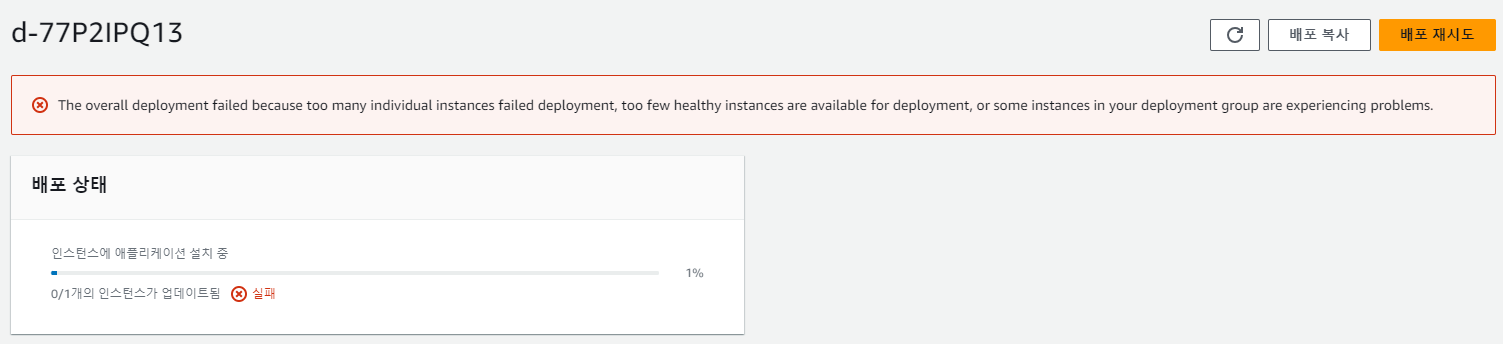 d-77P2IPQ13
배포 복사
배포 재시도
The overall deployment failed because too many individual instances failed deployment, too few healthy instances are available for deployment, or some instances in your deployment group are experiencing problems.
배포 상태
인스턴스에 애플리케이션 설치 중
1%
0/1개의 인스턴스가 업데이트됨 실패